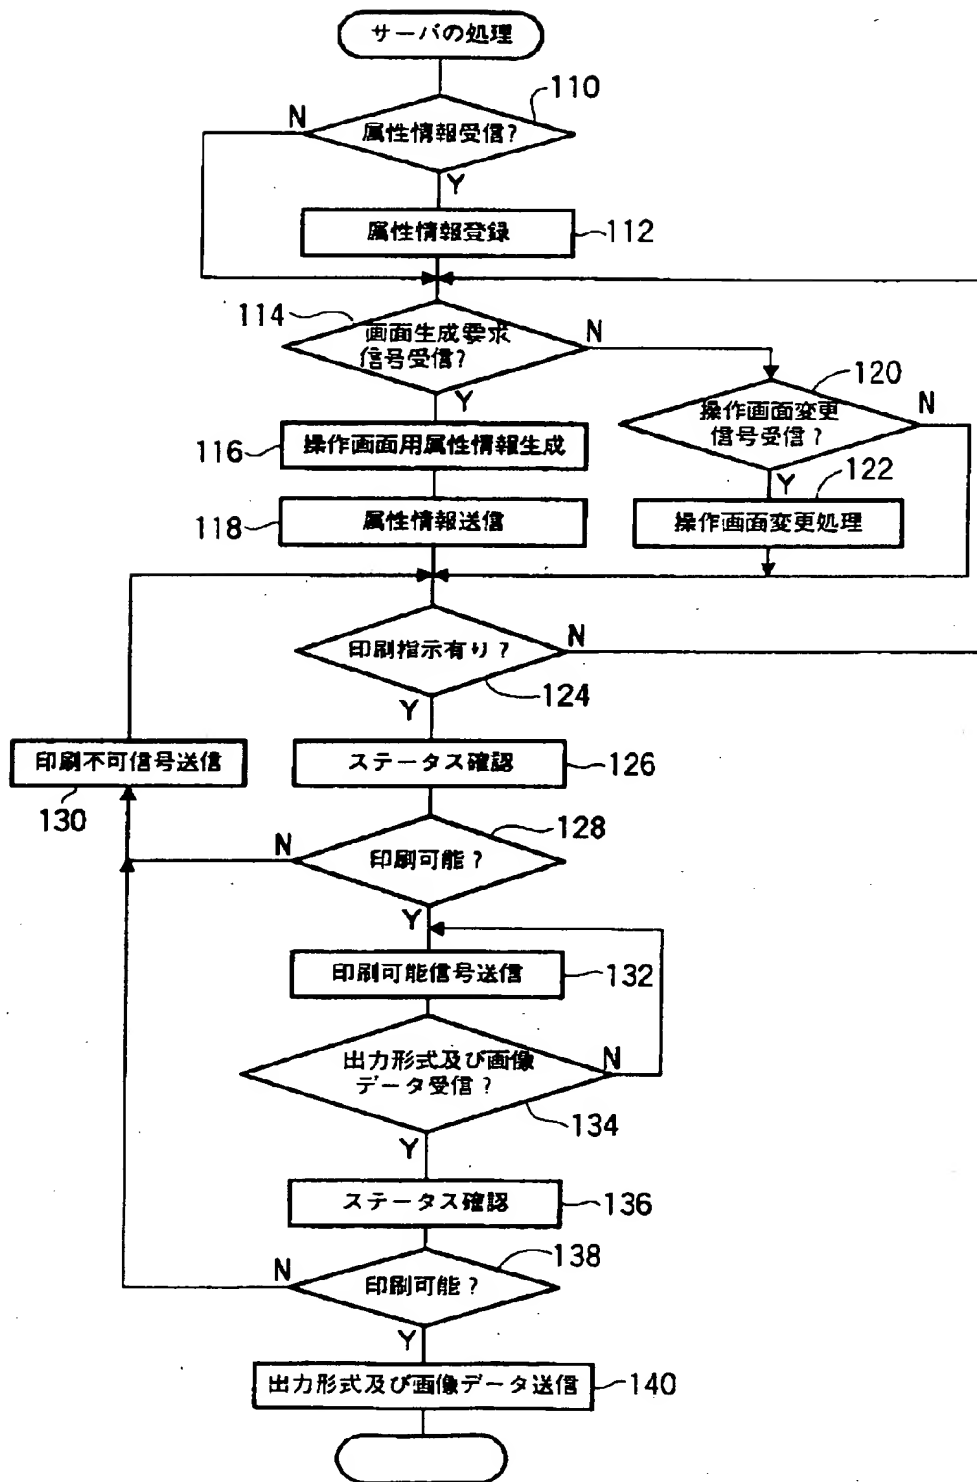 サーバの処理
110
N
属性情報受信?
Y
属性情報登録
112
114
画面生成要求
信号受信?
N
Y
120
操作画面変更
信号受信?
N
Y
116
操作画面用属性情報生成
122
操作画面変更処理
118
属性情報送信
印刷指示有り?
N
124
Y
印刷不可信号送信
130
ステータス確認
126
128
N
印刷可能?
Y
印刷可能信号送信
132
出力形式及び画像
データ受信?
N
134
Y
ステータス確認
136
138
N
印刷可能?
Y
出力形式及び画像データ送信
140